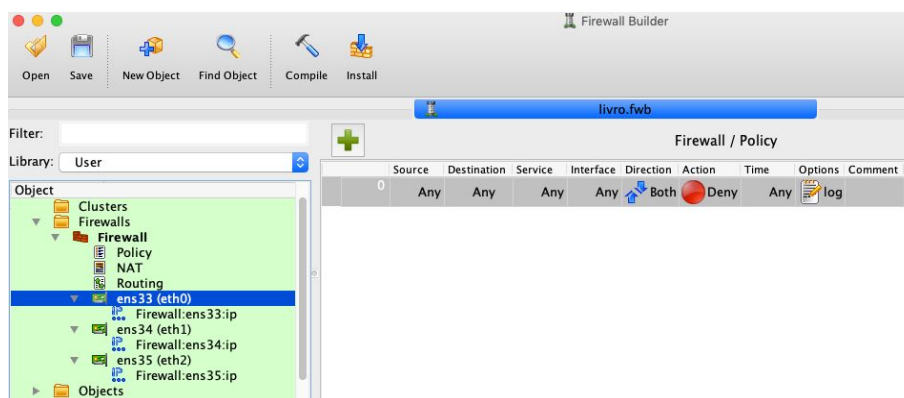 Firewall Builder
Open Save New Object Find Object Compile Install
livro.fwb
Filter:
Firewall / Policy
Library: User
Source Destination Service Interface Direction Action Time Options Comment
Object
0 Any Any Any Any Both Deny Any log
Clusters
Firewalls
Firewall
Policy
NAT
Routing
ens33 (eth0)
Firewall:ens33:ip
ens34 (eth1)
Firewall:ens34:ip
ens35 (eth2)
Firewall:ens35:ip
Objects